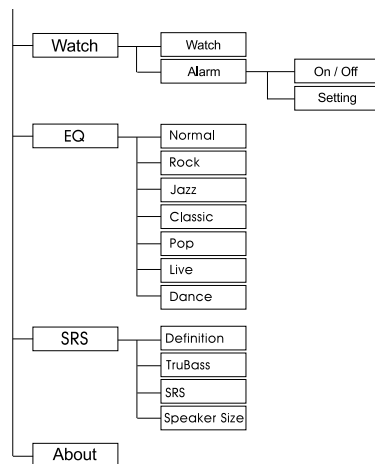 Watch
Watch
Alarm
On / Off
Setting
EQ
Normal
Rock
Jazz
Classic
Pop
Live
Dance
SRS
Definition
TruBass
SRS
Speaker Size
About